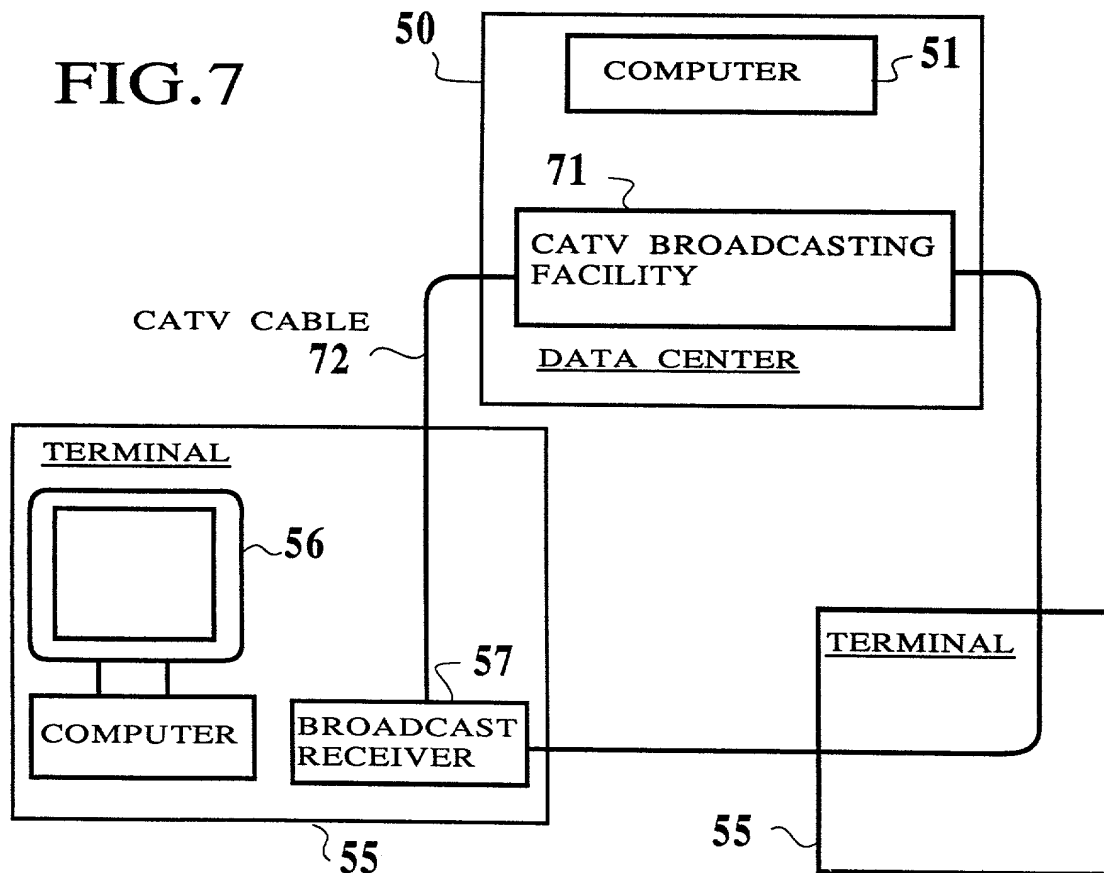 FIG.7
50
COMPUTER
51
71
CATV BROADCASTING
FACILITY
CATV CABLE
72
DATA CENTER
TERMINAL
56
57
COMPUTER
BROADCAST
RECEIVER
TERMINAL
55
55